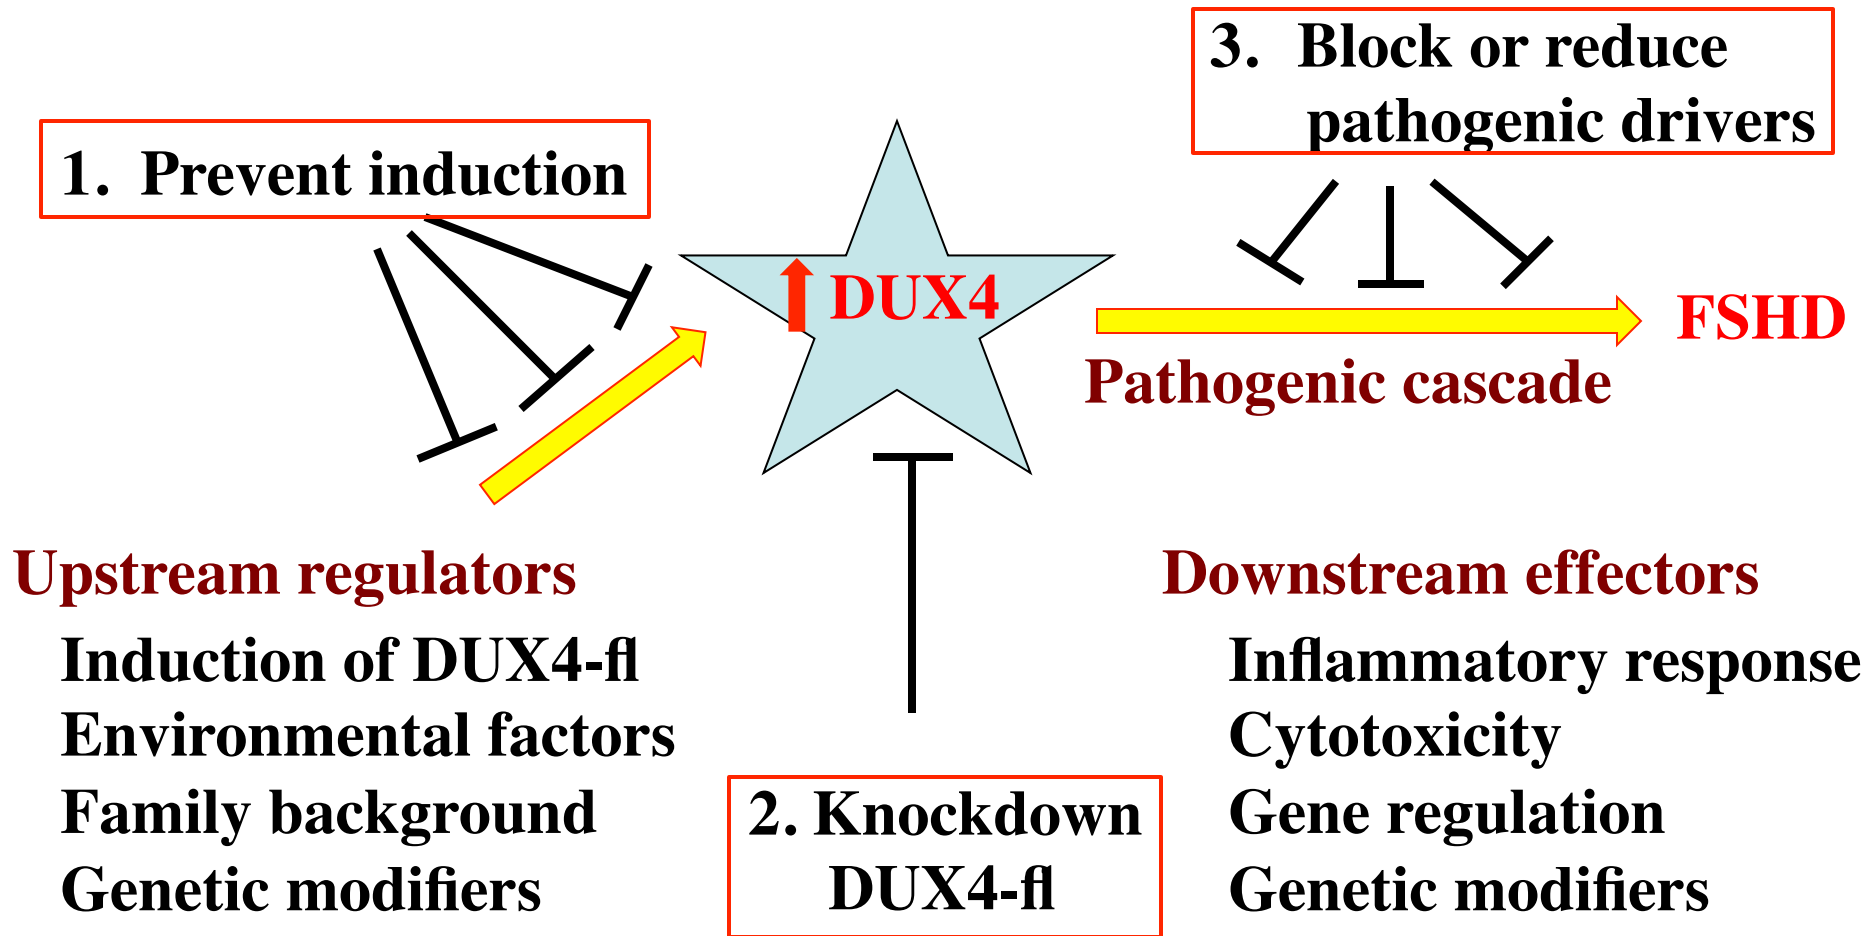 1. Prevent induction
3. Block or reduce
pathogenic drivers
DUX4
FSHD
Pathogenic cascade
Upstream regulators
Induction of DUX4-fl
Environmental factors
Family background
Genetic modifiers
2. Knockdown
DUX4-fl
Downstream effectors
Inflammatory response
Cytotoxicity
Gene regulation
Genetic modifiers